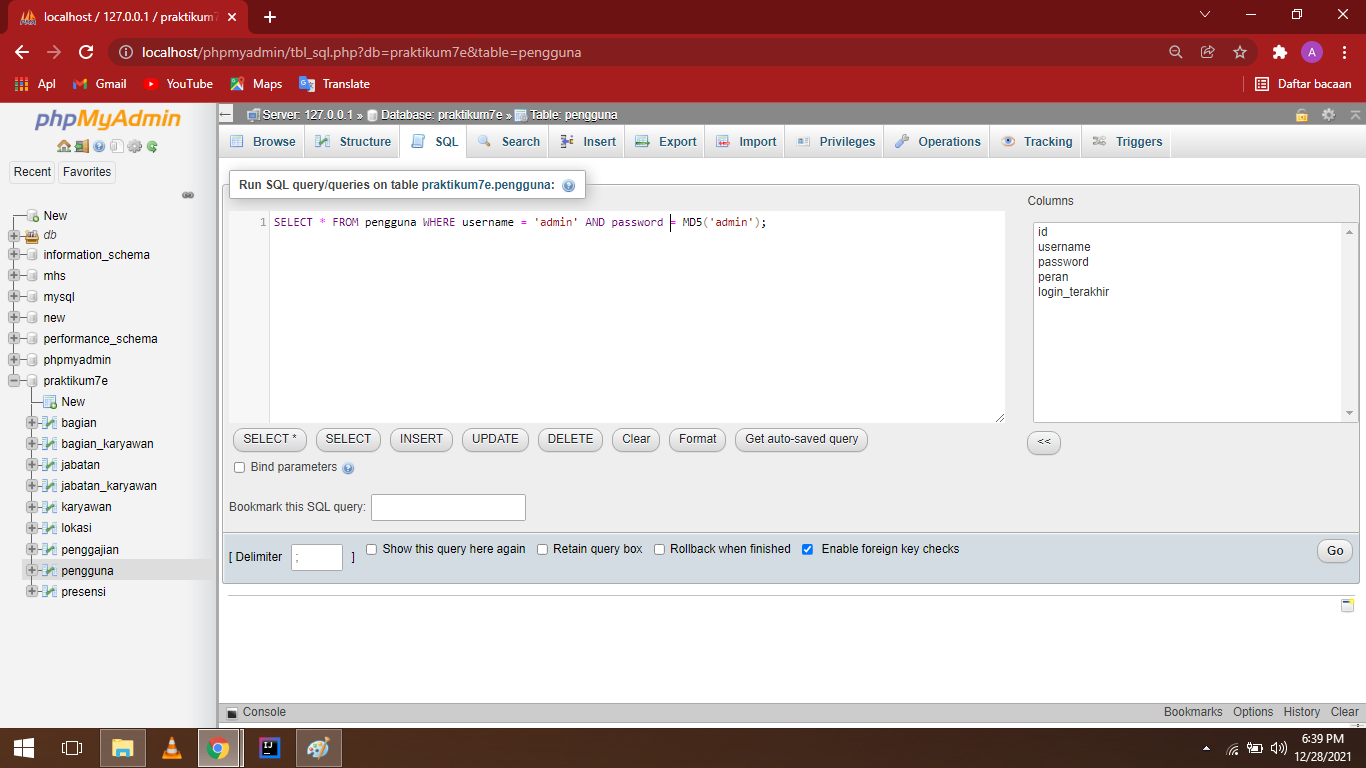 localhost / 127.0.0.1 / praktikum7
localhost/phpmyadmin/tbl_sql.php?db=praktikum7e&table=pengguna
A
Apl
Gmail
YouTube
Maps
Translate
Daftar bacaan
phpMyAdmin
Recent
Favorites
New
db
information_schema
mhs
mysql
new
performance_schema
phpmyadmin
praktikum7e
New
bagian
bagian_karyawan
jabatan
jabatan_karyawan
karyawan
lokasi
penggajian
pengguna
presensi
Server: 127.0.0.1 » Database: praktikum7e » Table: pengguna
Browse
Structure
SQL
Search
Insert
Export
Import
Privileges
Operations
Tracking
Triggers
Run SQL query/queries on table praktikum7e.pengguna:
1 SELECT * FROM pengguna WHERE username = 'admin' AND password = MD5('admin');
Columns
id
username
password
peran
login_terakhir
SELECT *
SELECT
INSERT
UPDATE
DELETE
Clear
Format
Get auto-saved query
<<
Bind parameters
Bookmark this SQL query:
[ Delimiter ; ]
Show this query here again
Retain query box
Rollback when finished
Enable foreign key checks
Go
Console
Bookmarks
Options
History
Clear
IJ
6:39 PM
12/28/2021